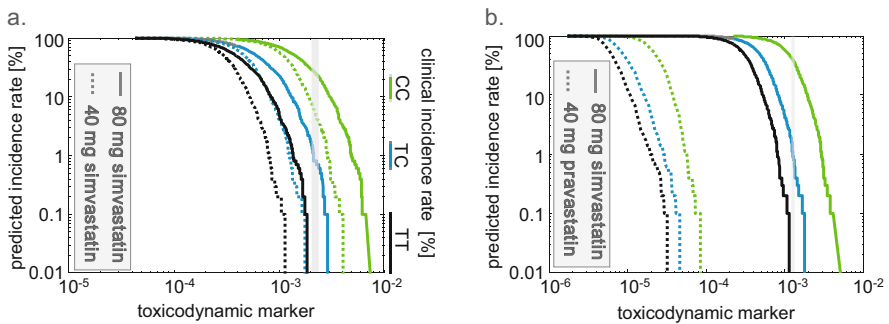 a.
predicted incidence rate [%]
100
10
1
0.1
0.01
80 mg simvastatin
40 mg simvastatin
10-5
10-4
10-3
10-2
toxicodynamic marker
clinical incidence rate [%]
CC
TC
TT
b.
predicted incidence rate [%]
100
10
1
0.1
0.01
80 mg simvastatin
40 mg pravastatin
10-6
10-5
10-4
10-3
10-2
toxicodynamic marker